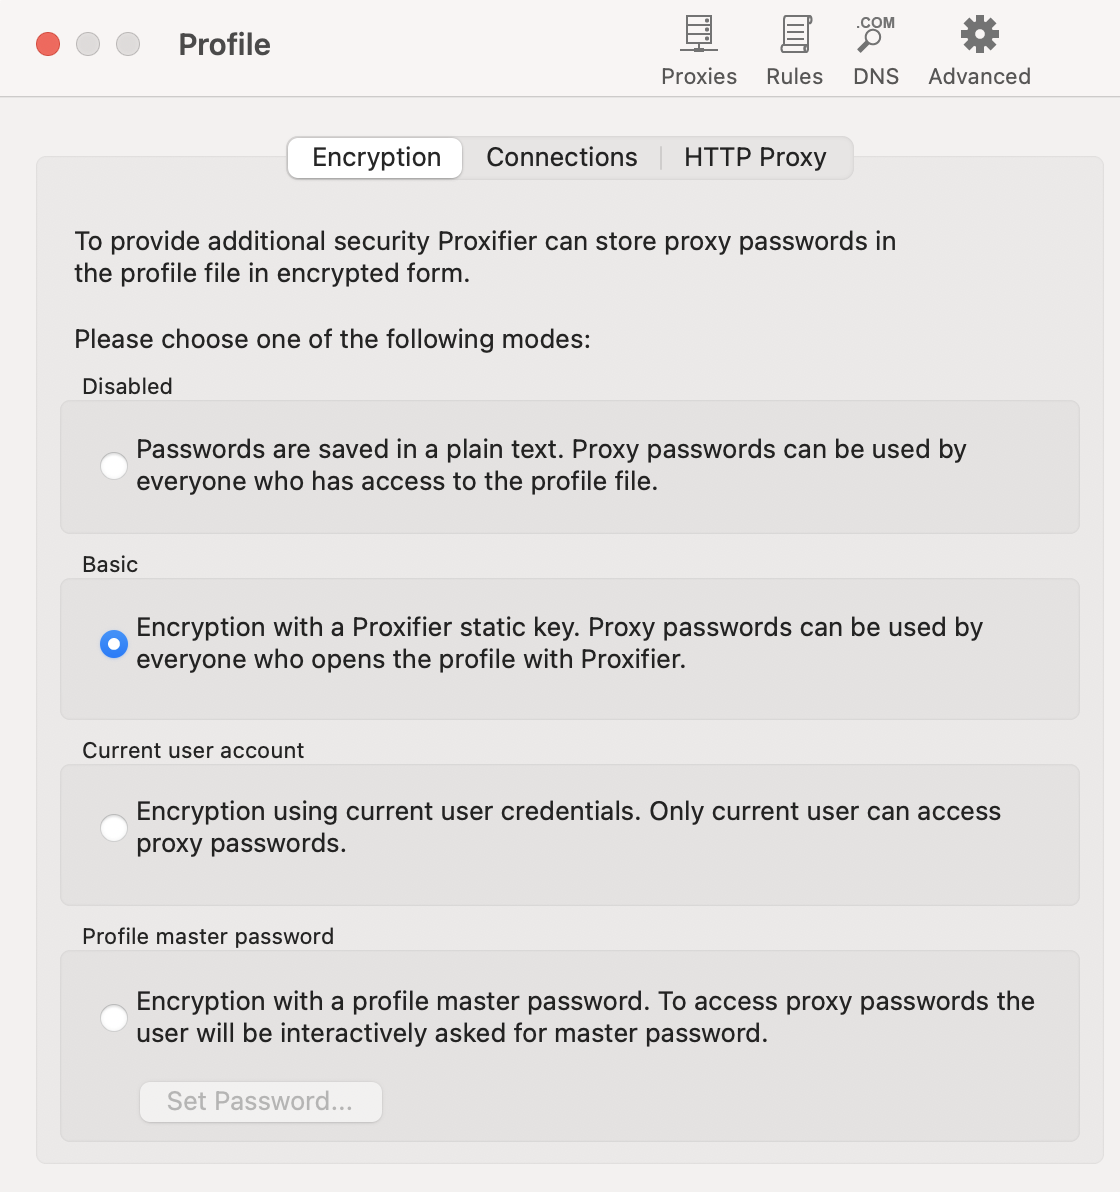 Profile
Proxies
Rules
.COM
DNS
Advanced
Encryption
Connections
HTTP Proxy
To provide additional security Proxifier can store proxy passwords in
the profile file in encrypted form.
Please choose one of the following modes:
Disabled
Passwords are saved in a plain text. Proxy passwords can be used by
everyone who has access to the profile file.
Basic
Encryption with a Proxifier static key. Proxy passwords can be used by
everyone who opens the profile with Proxifier.
Current user account
Encryption using current user credentials. Only current user can access
proxy passwords.
Profile master password
Encryption with a profile master password. To access proxy passwords the
user will be interactively asked for master password.
Set Password...